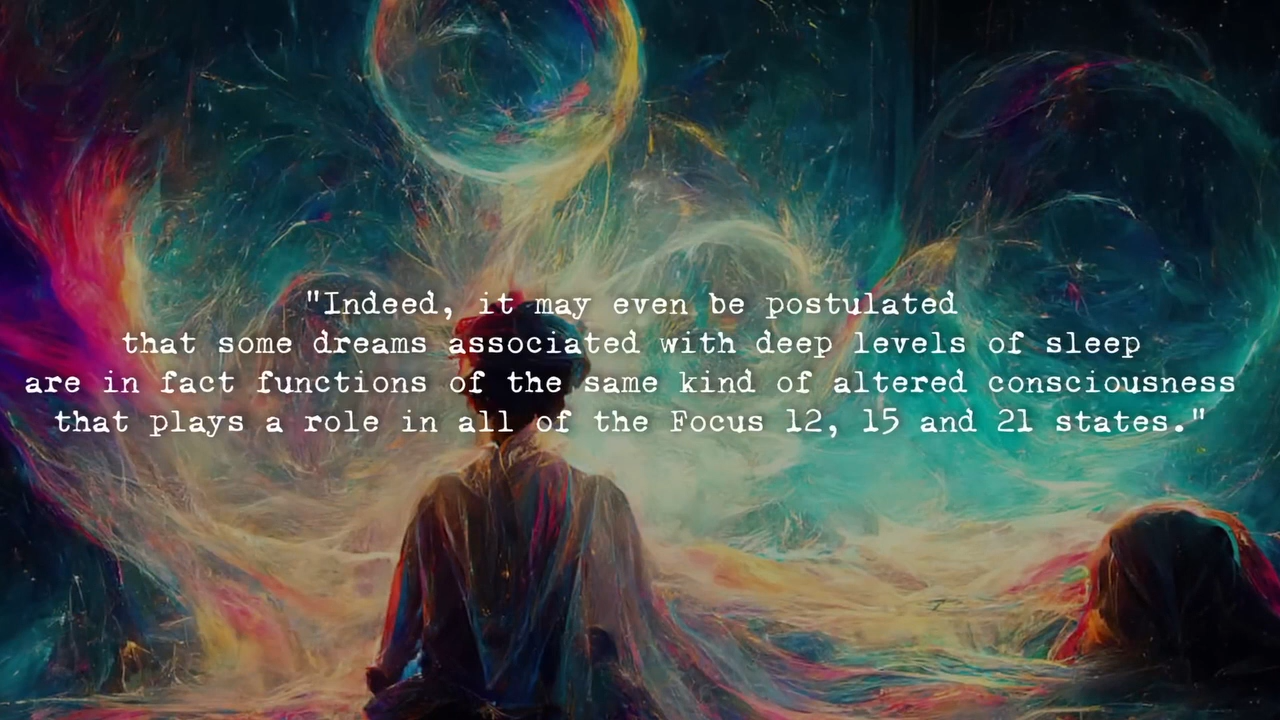 "Indeed, it may even be postulated
that some dreams associated with deep levels of sleep
are in fact functions of the same kind of altered consciousness
that plays a role in all of the Focus 12, 15 and 21 states."